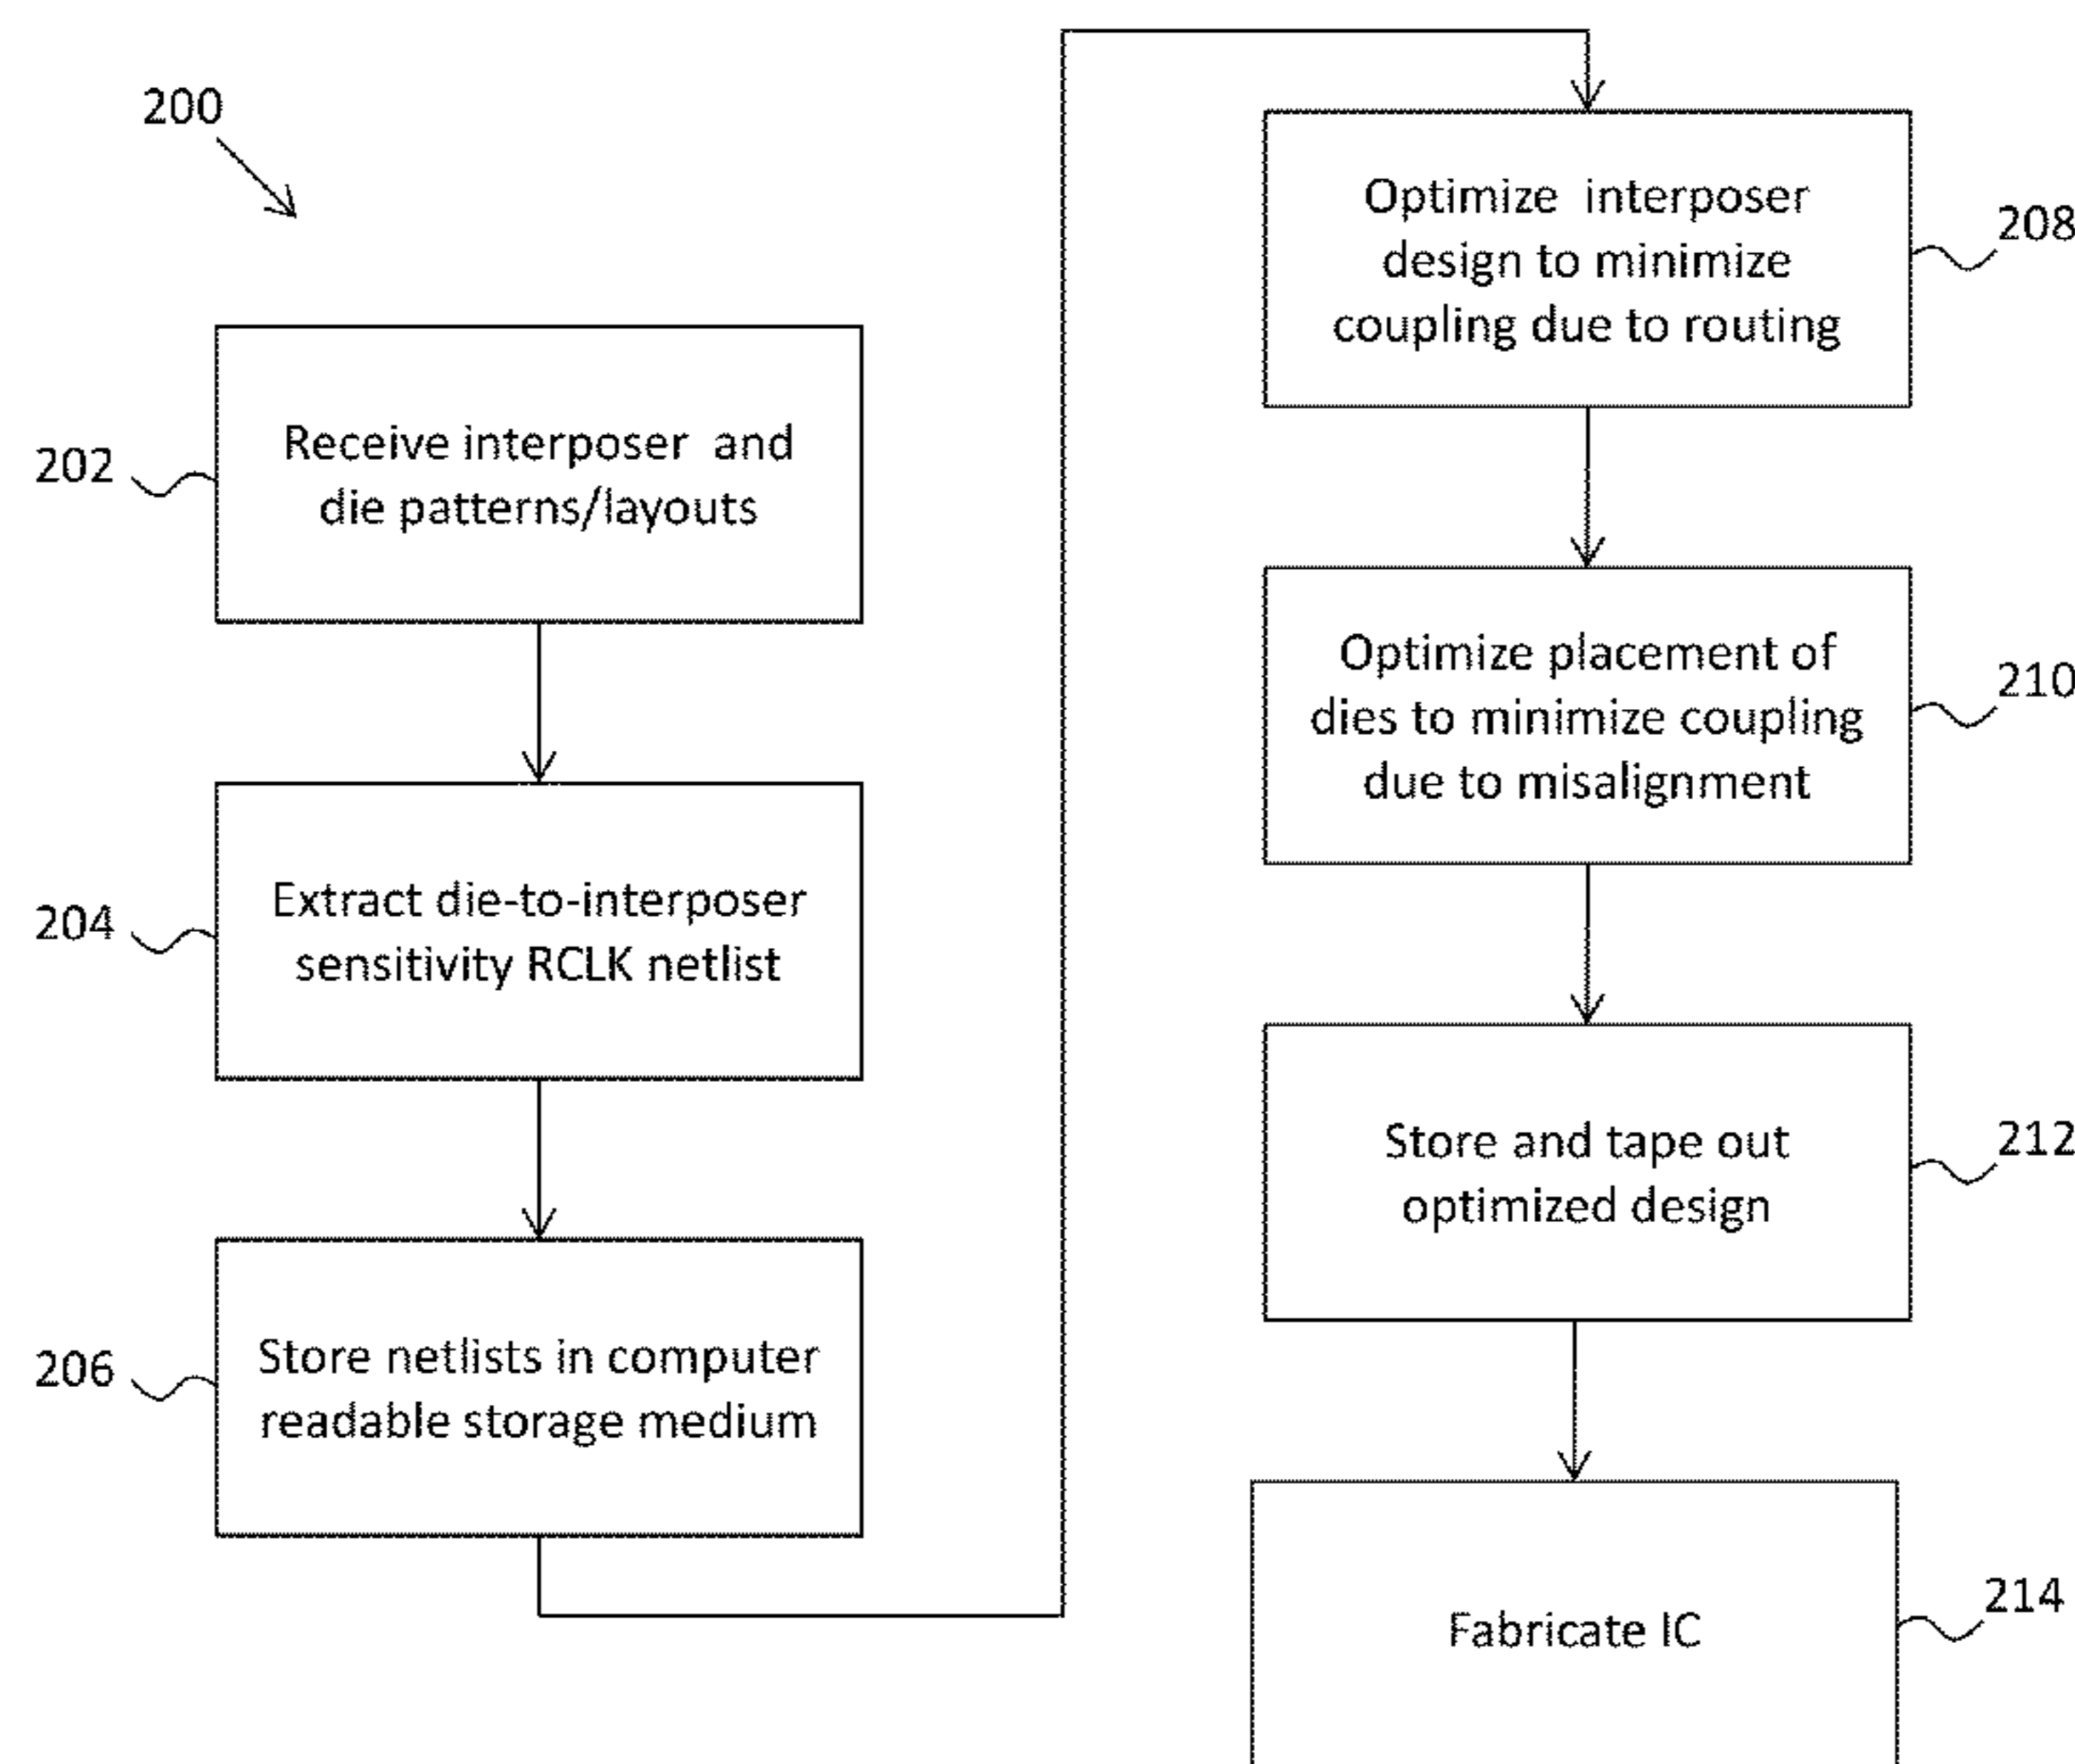 200
202
Receive interposer and
die patterns/layouts
204
Extract die-to-interposer
sensitivity RCLK netlist
206
Store netlists in computer
readable storage medium
Optimize interposer
design to minimize
coupling due to routing
208
Optimize placement of
dies to minimize coupling
due to misalignment
210
Store and tape out
optimized design
212
Fabricate IC
214